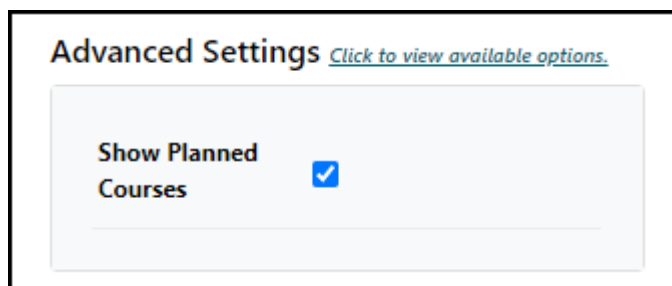 Advanced Settings Click to view available options.
Show Planned
Courses